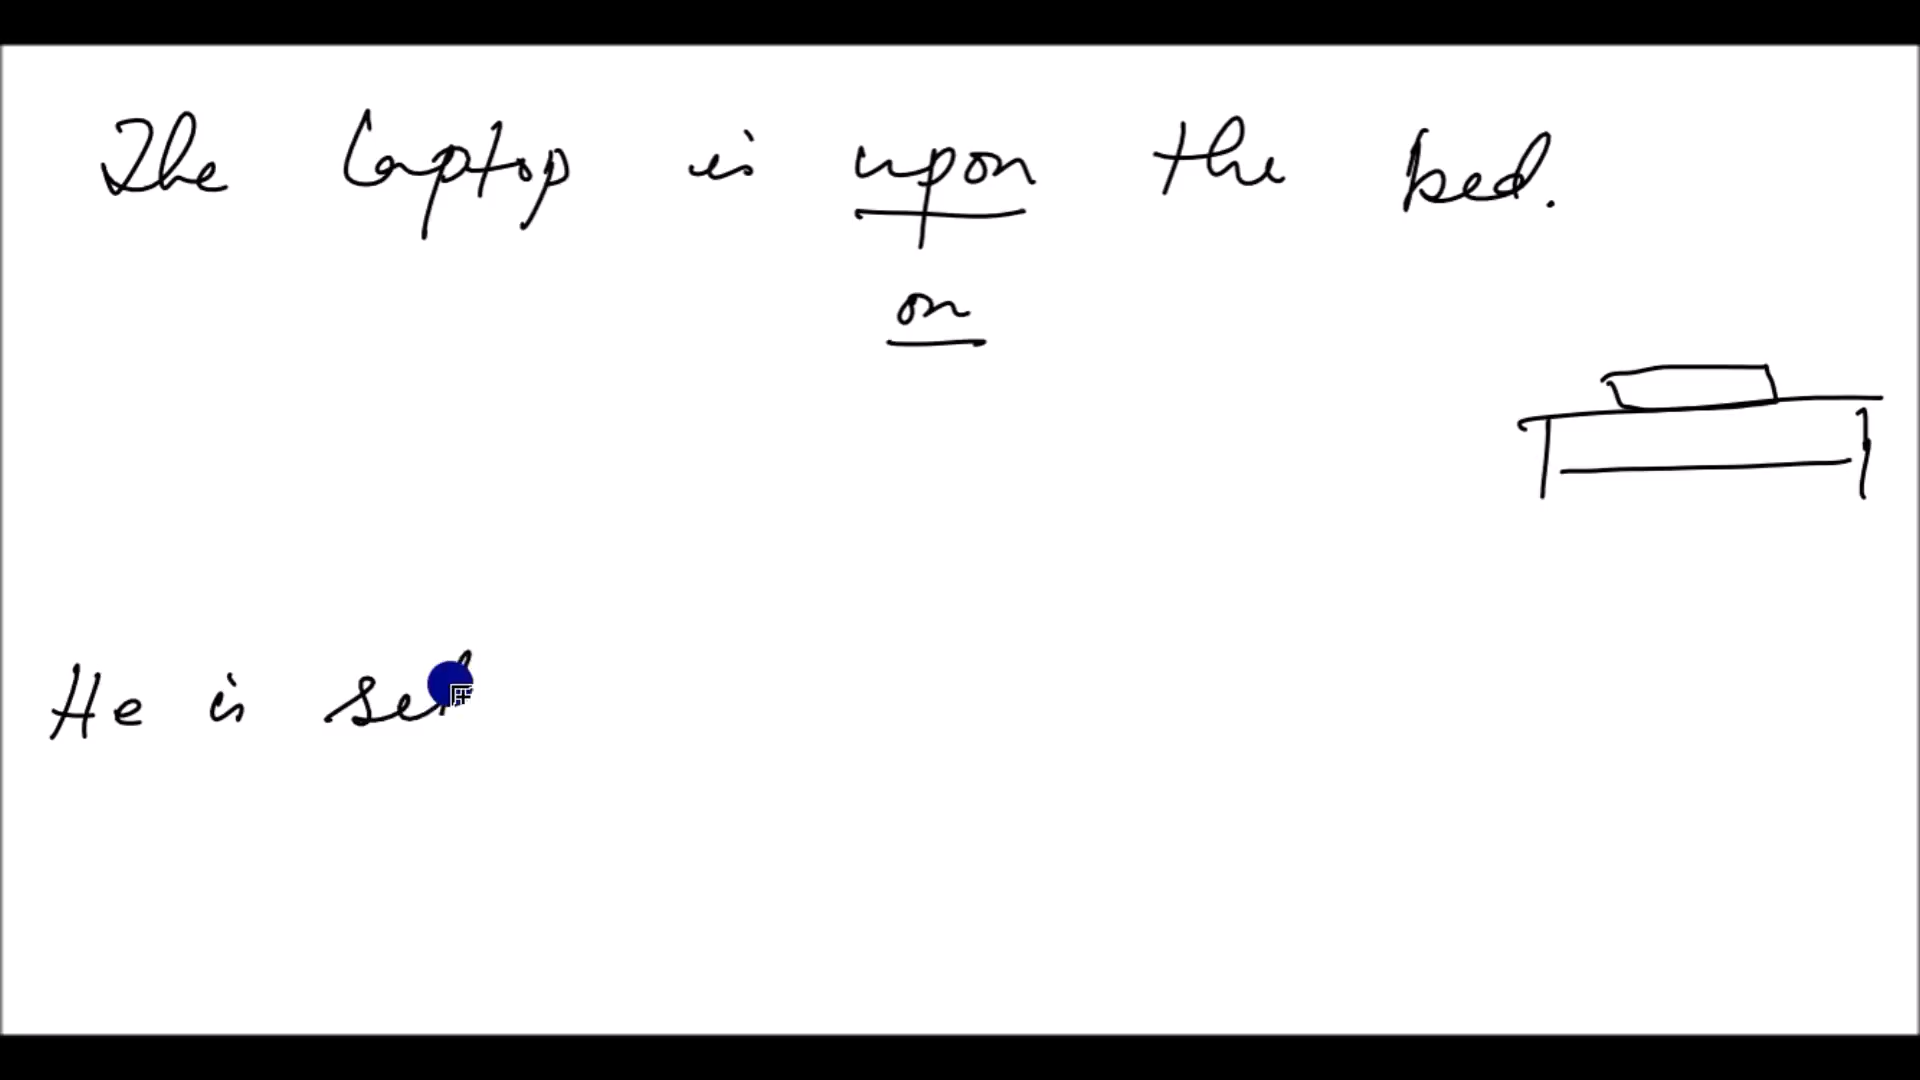 The laptop is upon the bed.
on
He is